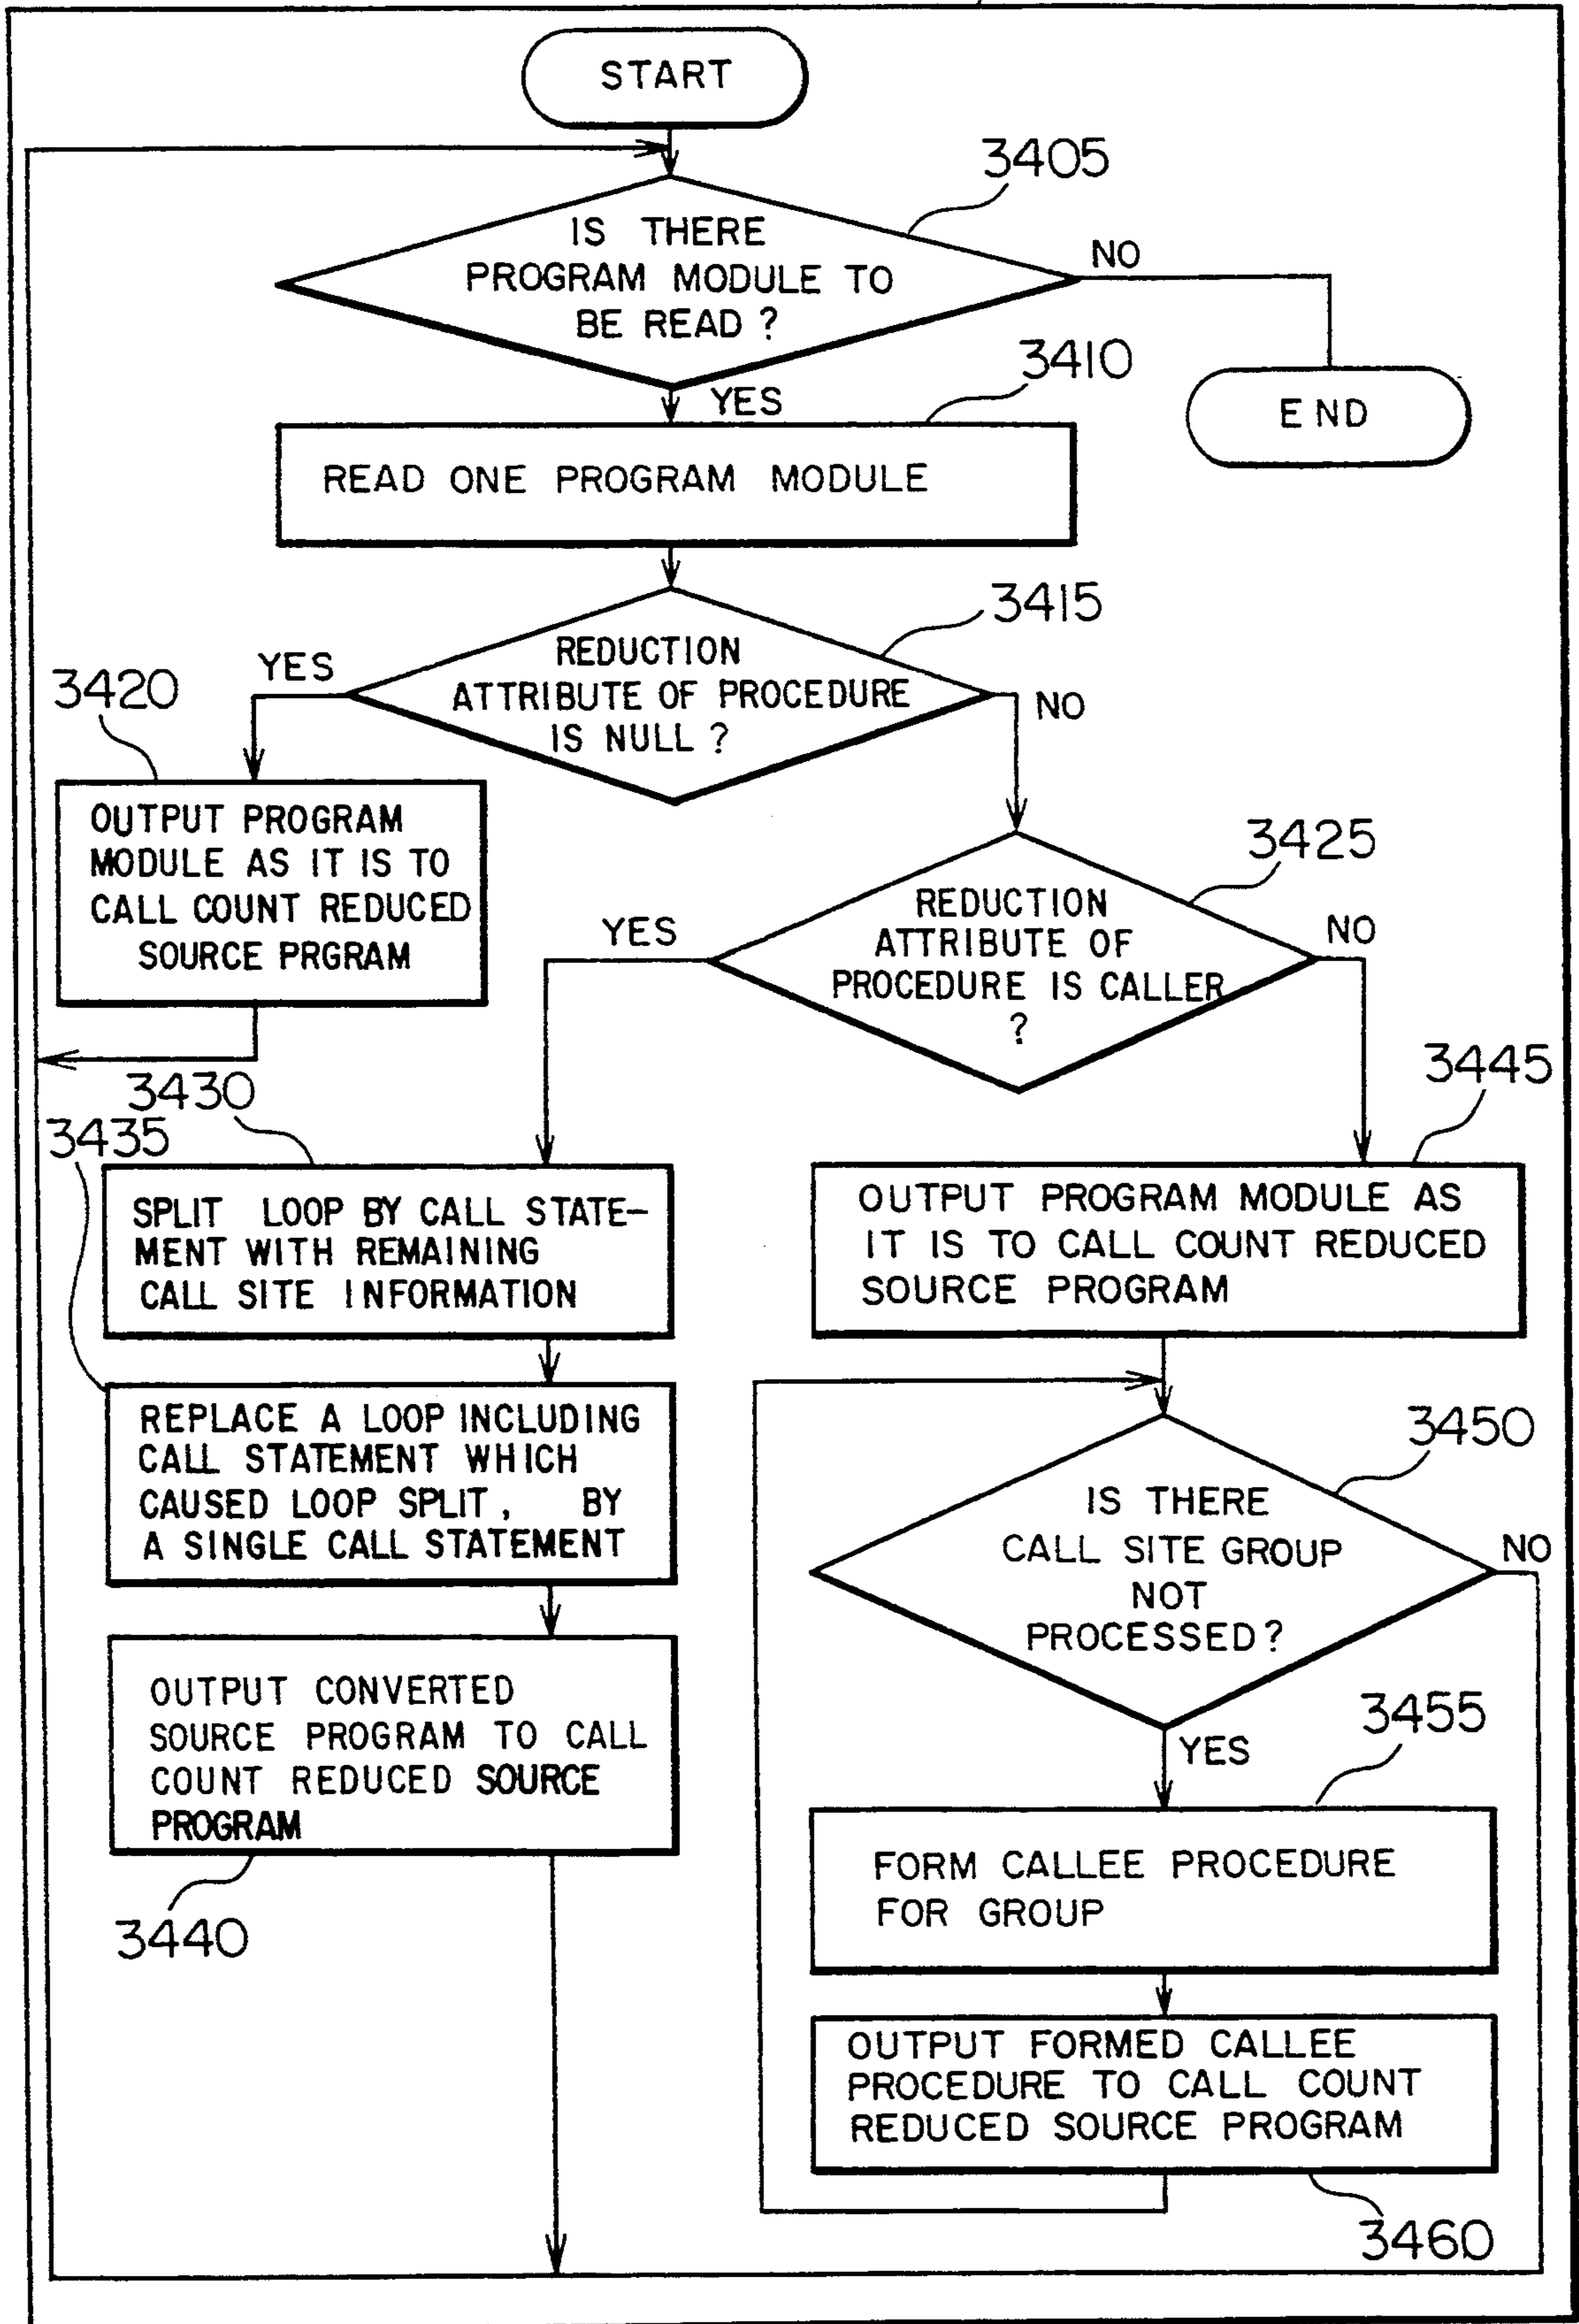 START
3405
IS THERE
PROGRAM MODULE TO
BE READ ?
NO
END
YES
3410
READ ONE PROGRAM MODULE
3415
REDUCTION
ATTRIBUTE OF PROCEDURE
IS NULL ?
YES
NO
3420
OUTPUT PROGRAM
MODULE AS IT IS TO
CALL COUNT REDUCED
SOURCE PRGRAM
3425
REDUCTION
ATTRIBUTE OF
PROCEDURE IS CALLER
?
YES
NO
3430
SPLIT LOOP BY CALL STATE-
MENT WITH REMAINING
CALL SITE INFORMATION
3435
REPLACE A LOOP INCLUDING
CALL STATEMENT WHICH
CAUSED LOOP SPLIT, BY
A SINGLE CALL STATEMENT
OUTPUT CONVERTED
SOURCE PROGRAM TO CALL
COUNT REDUCED SOURCE
PROGRAM
3440
3445
OUTPUT PROGRAM MODULE AS
IT IS TO CALL COUNT REDUCED
SOURCE PROGRAM
3450
IS THERE
CALL SITE GROUP
NOT
PROCESSED?
NO
YES
3455
FORM CALLEE PROCEDURE
FOR GROUP
OUTPUT FORMED CALLEE
PROCEDURE TO CALL COUNT
REDUCED SOURCE PROGRAM
3460